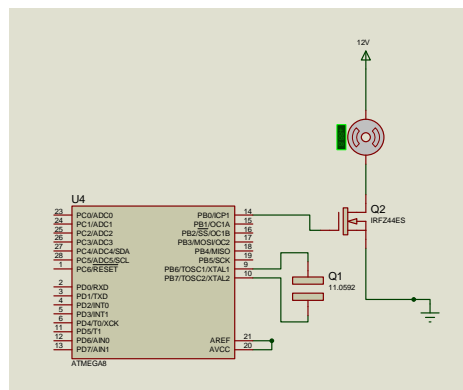 12V
U4
23 PC0/ADC0 PB0/ICP1 14
24 PC1/ADC1 PB1/OC1A 15
25 PC2/ADC2 PB2/SS/OC1B 16
26 PC3/ADC3 PB3/MOSI/OC2 17
27 PC4/ADC4/SDA PB4/MISO 18
28 PC5/ADC5/SCL PB5/SCK 19
1 PC6/RESET PB6/TOSC1/XTAL1 9
PB7/TOSC2/XTAL2 10
2 PD0/RXD
3 PD1/TXD
4 PD2/INT0
5 PD3/INT1
6 PD4/T0/XCK
11 PD5/T1
12 PD6/AIN0 AREF 21
13 PD7/AIN1 AVCC 20
ATMEGA8
Q2
IRFZ44ES
Q1
11.0592